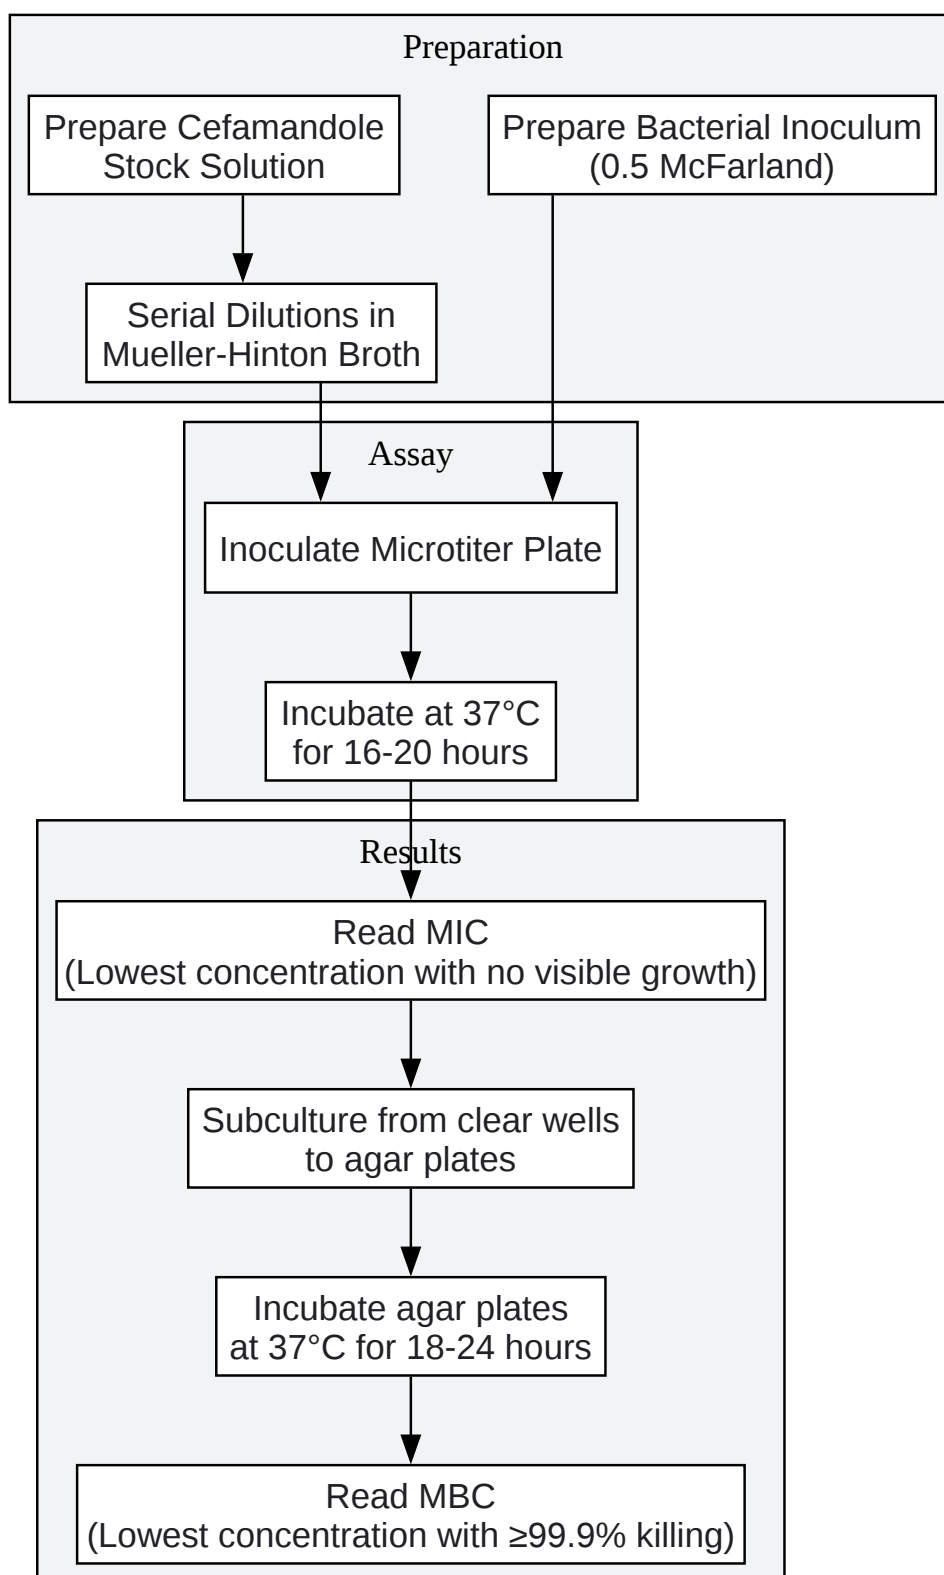 Preparation
Prepare Cefamandole
Stock Solution
Prepare Bacterial Inoculum
(0.5 McFarland)
Serial Dilutions in
Mueller-Hinton Broth
Assay
Inoculate Microtiter Plate
Incubate at 37°C
for 16-20 hours
Results
Read MIC
(Lowest concentration with no visible growth)
Subculture from clear wells
to agar plates
Incubate agar plates
at 37°C for 18-24 hours
Read MBC
(Lowest concentration with ≥99.9% killing)